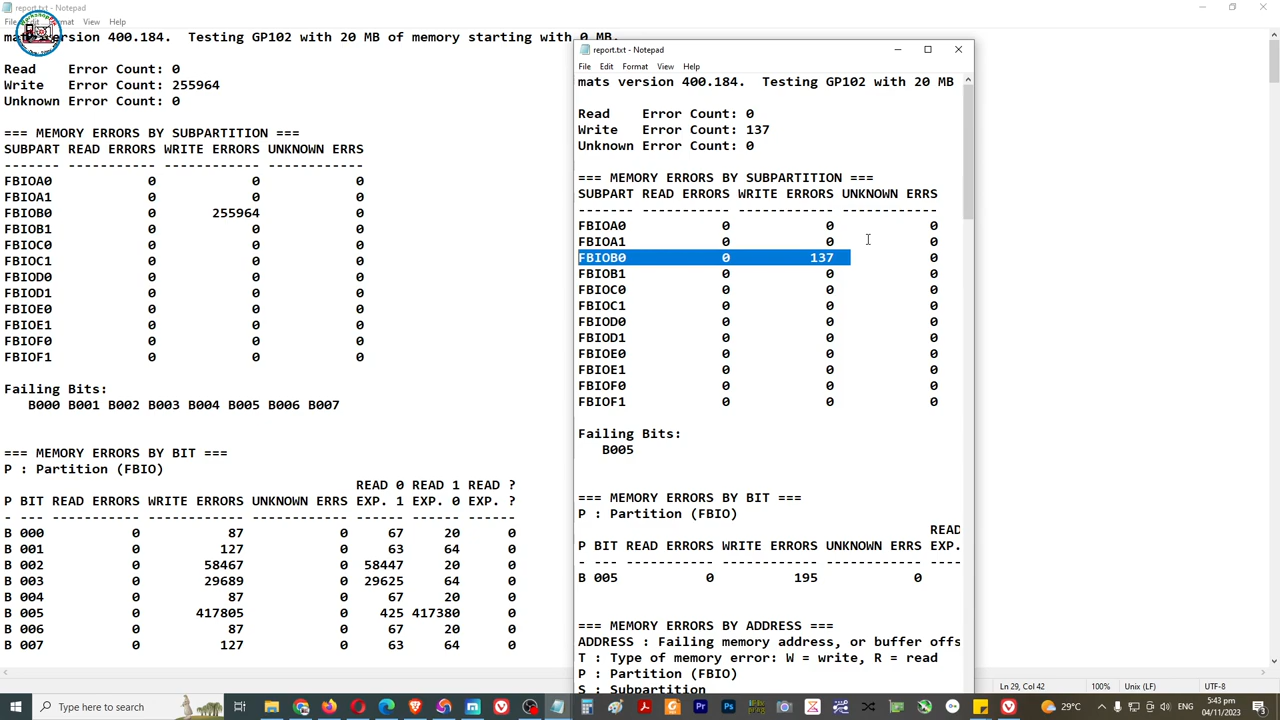 report.txt - Notepad
File Edit Format View Help
version 400.184. Testing GP102 with 20 MB of memory starting with 0 MB.
Read Error Count: 0
Write Error Count: 255964
Unknown Error Count: 0
=== MEMORY ERRORS BY SUBPARTITION ===
SUBPART READ ERRORS WRITE ERRORS UNKNOWN ERRS
------- ----------- ------------ ------------
FBIOA0 0 0 0
FBIOA1 0 0 0
FBIOB0 0 255964 0
FBIOB1 0 0 0
FBIOC0 0 0 0
FBIOC1 0 0 0
FBIOD0 0 0 0
FBIOD1 0 0 0
FBIOE0 0 0 0
FBIOE1 0 0 0
FBIOF0 0 0 0
FBIOF1 0 0 0
Failing Bits:
B000 B001 B002 B003 B004 B005 B006 B007
=== MEMORY ERRORS BY BIT ===
P : Partition (FBIO)
READ 0 READ 1 READ ?
P BIT READ ERRORS WRITE ERRORS UNKNOWN ERRS EXP. 1 EXP. 0 EXP. ?
- --- ----------- ------------ ------------ ------ ------ ------
B 000 0 87 0 67 20 0
B 001 0 127 0 63 64 0
B 002 0 58467 0 58447 20 0
B 003 0 29689 0 29625 64 0
B 004 0 87 0 67 20 0
B 005 0 417805 0 425 417380 0
B 006 0 87 0 67 20 0
B 007 0 127 0 63 64 0
report.txt - Notepad
File Edit Format View Help
mats version 400.184. Testing GP102 with 20 MB
Read Error Count: 0
Write Error Count: 137
Unknown Error Count: 0
=== MEMORY ERRORS BY SUBPARTITION ===
SUBPART READ ERRORS WRITE ERRORS UNKNOWN ERRS
------- ----------- ------------ ------------
FBIOA0 0 0 0
FBIOA1 0 0 0
FBIOB0 0 137 0
FBIOB1 0 0 0
FBIOC0 0 0 0
FBIOC1 0 0 0
FBIOD0 0 0 0
FBIOD1 0 0 0
FBIOE0 0 0 0
FBIOE1 0 0 0
FBIOF0 0 0 0
FBIOF1 0 0 0
Failing Bits:
B005
=== MEMORY ERRORS BY BIT ===
P : Partition (FBIO)
READ
P BIT READ ERRORS WRITE ERRORS UNKNOWN ERRS EXP.
- --- ----------- ------------ ------------ ----
B 005 0 195 0
=== MEMORY ERRORS BY ADDRESS ===
ADDRESS : Failing memory address, or buffer offs
T : Type of memory error: W = write, R = read
P : Partition (FBIO)
S : Subpartition
Ln 29, Col 42 100% Unix (LF) UTF-8
Type here to search
29°C
5:43 pm
04/11/2023